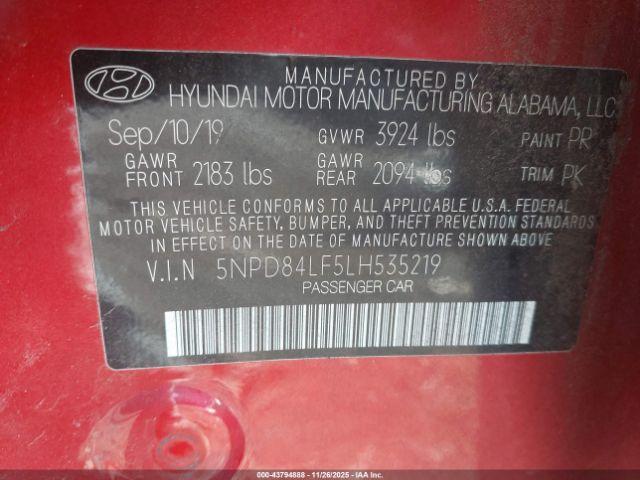 MANUFACTURED BY
HYUNDAI MOTOR MANUFACTURING ALABAMA, LLC
Sep/10/19 GVWR 3924 lbs PAINT PR
GAWR FRONT 2183 lbs GAWR REAR 2094 lbs TRIM PK
THIS VEHICLE CONFORMS TO ALL APPLICABLE U.S.A. FEDERAL
MOTOR VEHICLE SAFETY, BUMPER, AND THEFT PREVENTION STANDARDS
IN EFFECT ON THE DATE OF MANUFACTURE SHOWN ABOVE
V.I.N 5NPD84LF5LH535219
PASSENGER CAR
000-43794888 - 11/26/2025 - IAAI.COM